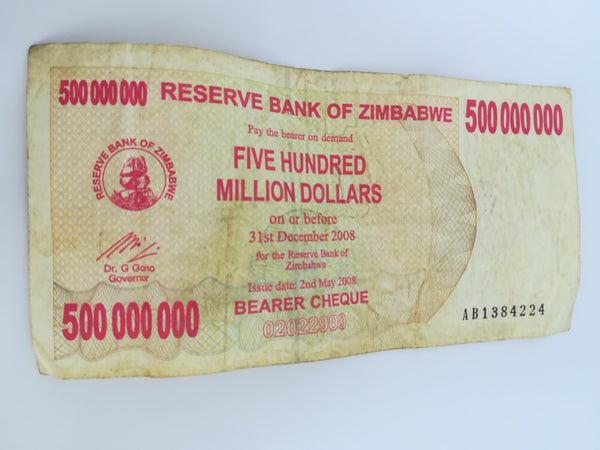 500 000 000
RESERVE BANK OF ZIMBABWE
500 000 000
Pay the bearer on demand
FIVE HUNDRED
MILLION DOLLARS
on or before
31st December 2008
for the Reserve Bank of
Zimbabwe
Issue date: 2nd May 2008
BEARER CHEQUE
02022909
RESERVE BANK OF ZIMBABWE
Dr. G Gono
Governor
500 000 000
AB1384224